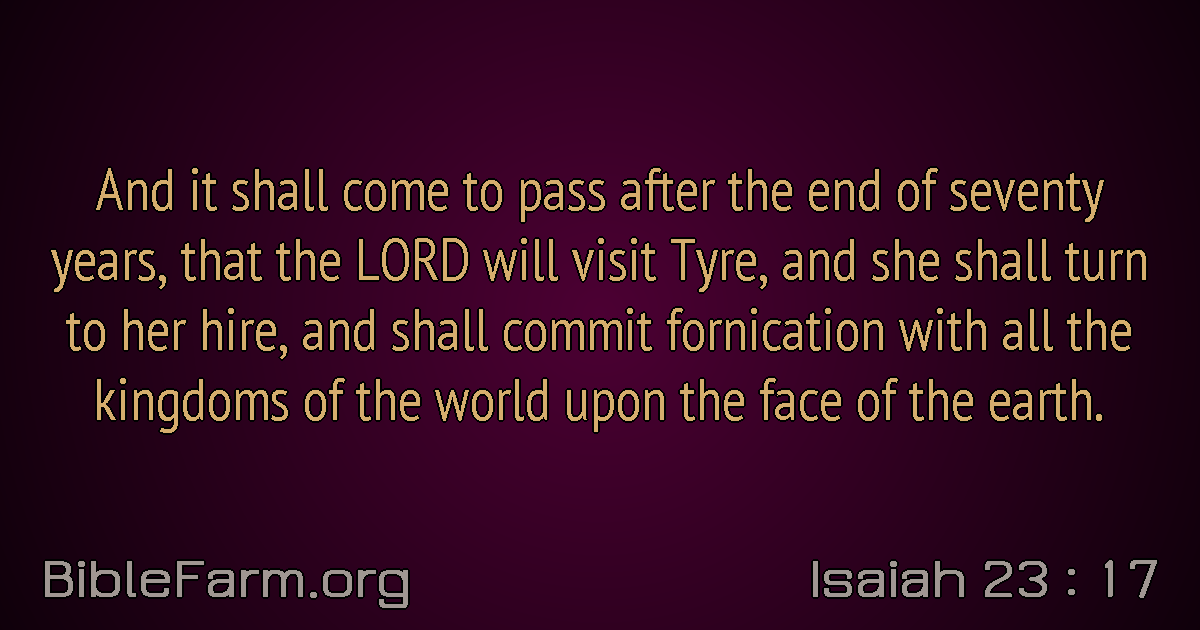 And it shall come to pass after the end of seventy
years, that the LORD will visit Tyre, and she shall turn
to her hire, and shall commit fornication with all the
kingdoms of the world upon the face of the earth.
BibleFarm.org
Isaiah 23 : 17